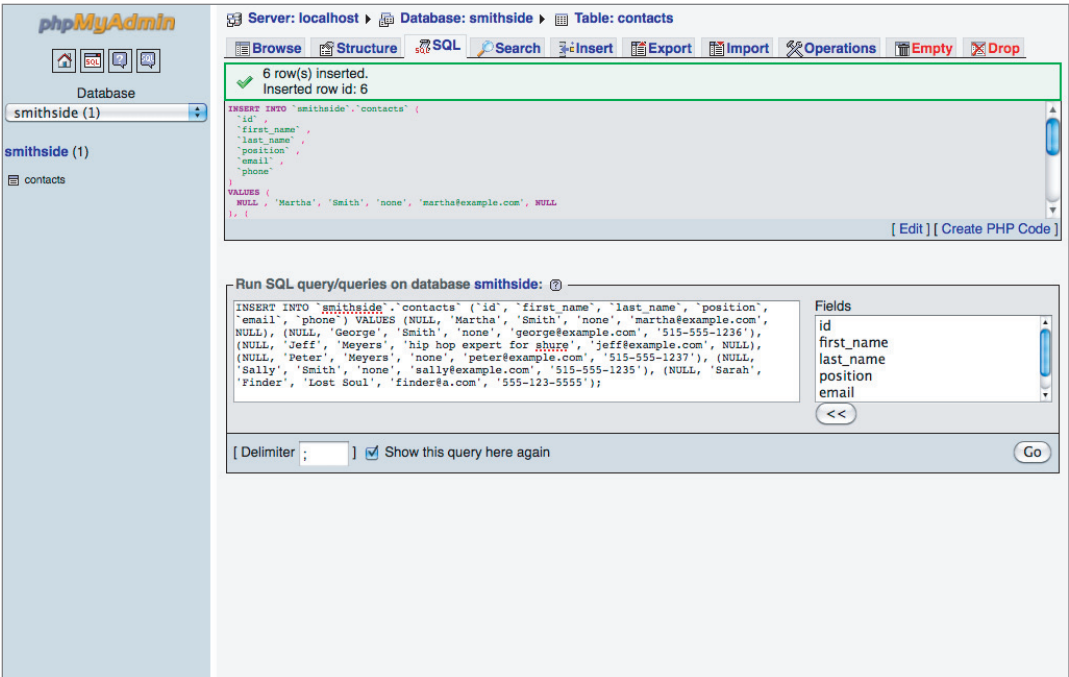 phpMyAdmin
Server: localhost Database: smithside Table: contacts
Browse Structure SQL Search Insert Export Import Operations Empty Drop
SQL SQL
Database
smithside (1)
smithside (1)
contacts
6 row(s) inserted.
Inserted row id: 6
INSERT INTO `smithside`.`contacts` (
`id` ,
`first_name` ,
`last_name` ,
`position` ,
`email` ,
`phone`
)
VALUES (
NULL , 'Martha', 'Smith', 'none', 'martha@example.com', NULL
), (
[ Edit ] [ Create PHP Code ]
Run SQL query/queries on database smithside:
INSERT INTO `smithside`.`contacts` (`id`, `first_name`, `last_name`, `position`,
`email`, `phone`) VALUES (NULL, 'Martha', 'Smith', 'none', 'martha@example.com',
NULL), (NULL, 'George', 'Smith', 'none', 'george@example.com', '515-555-1236'),
(NULL, 'Jeff', 'Meyers', 'hip hop expert for shure', 'jeff@example.com', NULL),
(NULL, 'Peter', 'Meyers', 'none', 'peter@example.com', '515-555-1237'), (NULL,
'Sally', 'Smith', 'none', 'sally@example.com', '515-555-1235'), (NULL, 'Sarah',
'Finder', 'Lost Soul', 'finder@a.com', '555-123-5555');
Fields
id
first_name
last_name
position
email
<<
[ Delimiter ; ] Show this query here again
Go